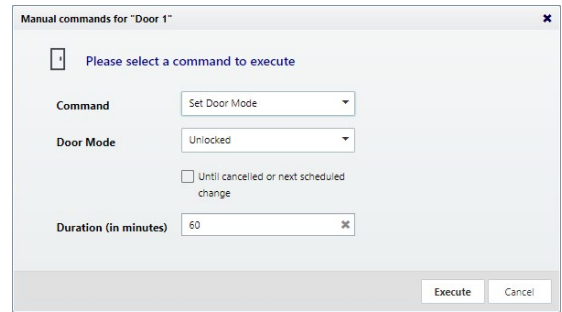 Manual commands for "Door 1"
Please select a command to execute
Command
Set Door Mode
Door Mode
Unlocked
Until cancelled or next scheduled
change
Duration (in minutes)
60
Execute
Cancel